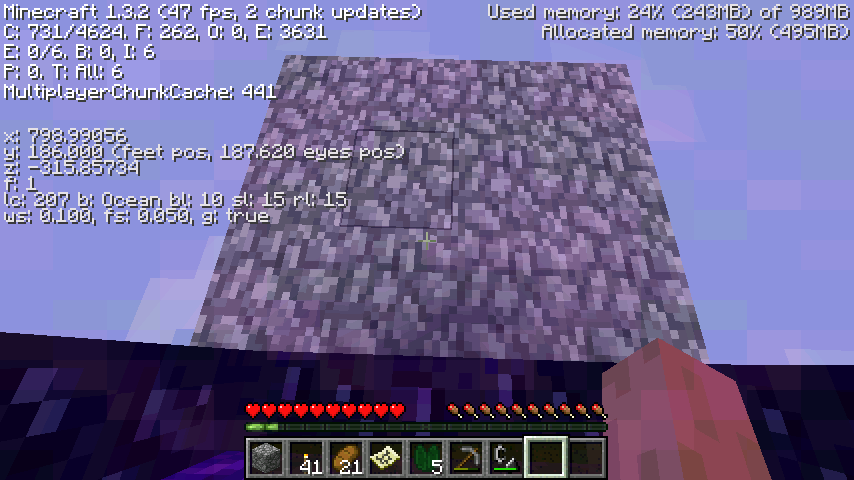 Minecraft 1.3.2 (47 fps, 2 chunk updates)
C: 731/4624, F: 262, O: 0, E: 3631
E: 0/6. B: 0, I: 6
P: 0. T: All: 6
MultiplayerChunkCache: 441
x: 798.99056
y: 186.000 (feet pos, 187.620 eyes pos)
z: -315.85734
f: 1
lc: 207 b: Ocean bl: 10 sl: 15 rl: 15
ws: 0.100, fs: 0.050, g: true
Used memory: 24% (243MB) of 989MB
Allocated memory: 50% (495MB)
41
21
5